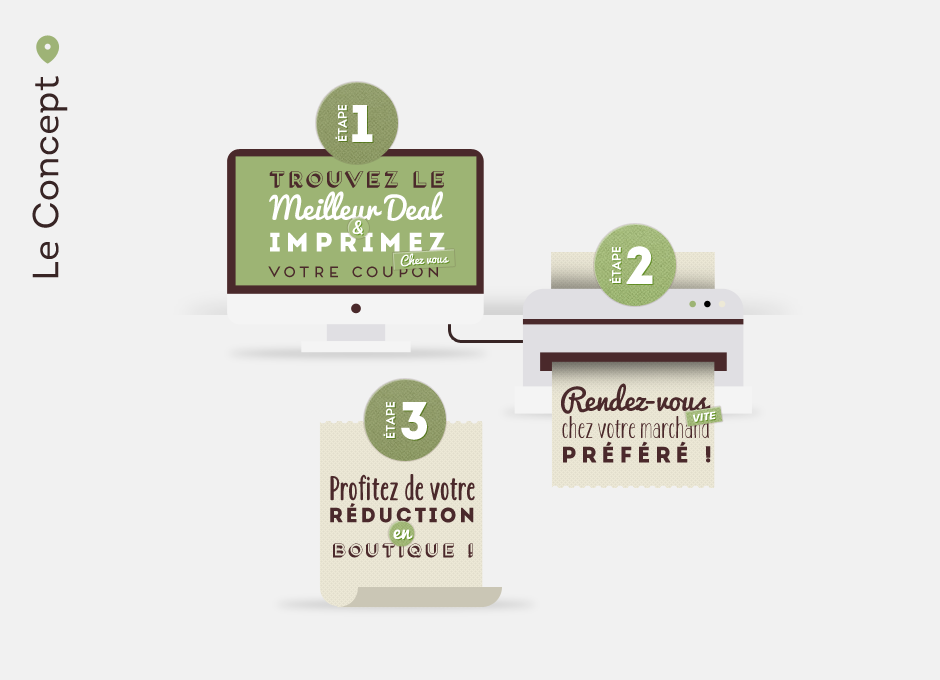 Le Concept
ÉTAPE 1
TROUVEZ LE
Meilleur Deal
&
IMPRIMEZ
Chez vous
VOTRE COUPON
ÉTAPE 2
Rendez-vous
VITE
chez votre marchand
PRÉFÉRÉ !
ÉTAPE 3
Profitez de votre
RÉDUCTION
en
BOUTIQUE !